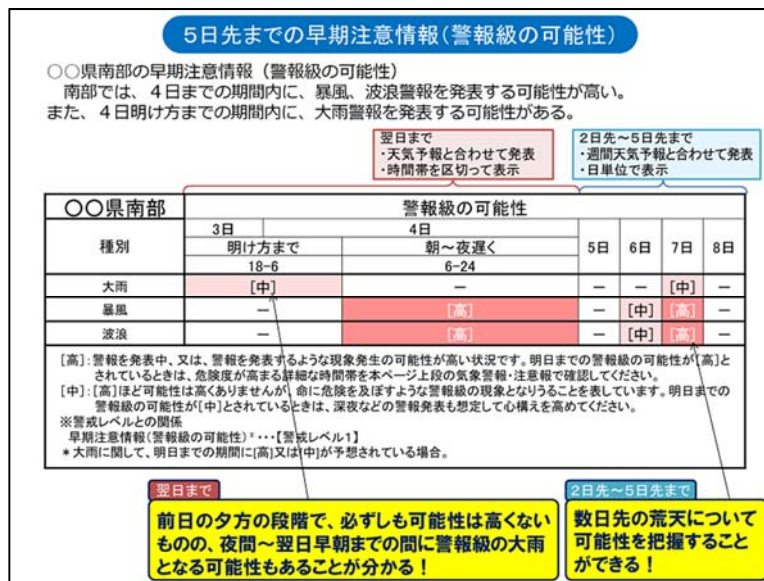 5日先までの早期注意情報(警報級の可能性)
○○県南部の早期注意情報（警報級の可能性）
南部では、4日までの期間内に、暴風、波浪警報を発表する可能性が高い。
また、4日明け方までの期間内に、大雨警報を発表する可能性がある。
翌日まで
・天気予報と合わせて発表
・時間帯を区切って表示
2日先～5日先まで
・週間天気予報と合わせて発表
・日単位で表示
○○県南部 警報級の可能性
種別 3日 4日 5日 6日 7日 8日
明け方まで 朝～夜遅く
18-6 6-24
大雨 [中] － － － [中] －
暴風 － [高] － [中] [高] －
波浪 － [高] － [中] [高] －
[高]：警報を発表中、又は、警報を発表するような現象発生の可能性が高い状況です。明日までの警報級の可能性が[高]と
されているときは、危険度が高まる詳細な時間帯を本ページ上段の気象警報・注意報で確認してください。
[中]：[高]ほど可能性は高くありませんが、命に危険を及ぼすような警報級の現象となりうることを表しています。明日までの
警報級の可能性が[中]とされているときは、深夜などの警報発表も想定して心構えを高めてください。
※警戒レベルとの関係
早期注意情報(警報級の可能性)*・・・【警戒レベル1】
*大雨に関して、明日までの期間に[高]又は[中]が予想されている場合。
翌日まで
前日の夕方の段階で、必ずしも可能性は高くない
ものの、夜間～翌日早朝までの間に警報級の大雨
となる可能性もあることが分かる！
2日先～5日先まで
数日先の荒天について
可能性を把握すること
ができる！